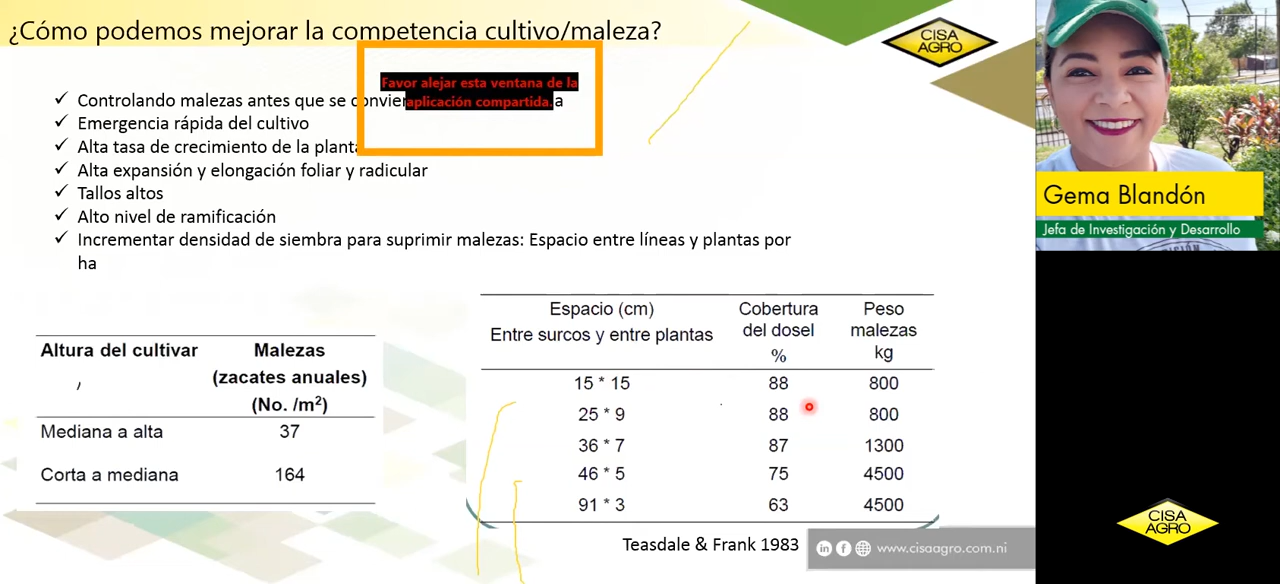 ¿Cómo podemos mejorar la competencia cultivo/maleza?
CISA
AGRO
Favor alejar esta ventana de la
aplicación compartida.
Controlando malezas antes que se convier a
Emergencia rápida del cultivo
Alta tasa de crecimiento de la planta
Alta expansión y elongación foliar y radicular
Tallos altos
Alto nivel de ramificación
Incrementar densidad de siembra para suprimir malezas: Espacio entre líneas y plantas por
ha
Altura del cultivar Malezas
(zacates anuales)
(No. /m²)
Mediana a alta 37
Corta a mediana 164
Espacio (cm) Cobertura Peso
Entre surcos y entre plantas del dosel malezas
% kg
15 * 15 88 800
25 * 9 88 800
36 * 7 87 1300
46 * 5 75 4500
91 * 3 63 4500
Teasdale & Frank 1983
www.cisaagro.com.ni
Gema Blandón
Jefa de Investigación y Desarrollo
CISA
AGRO